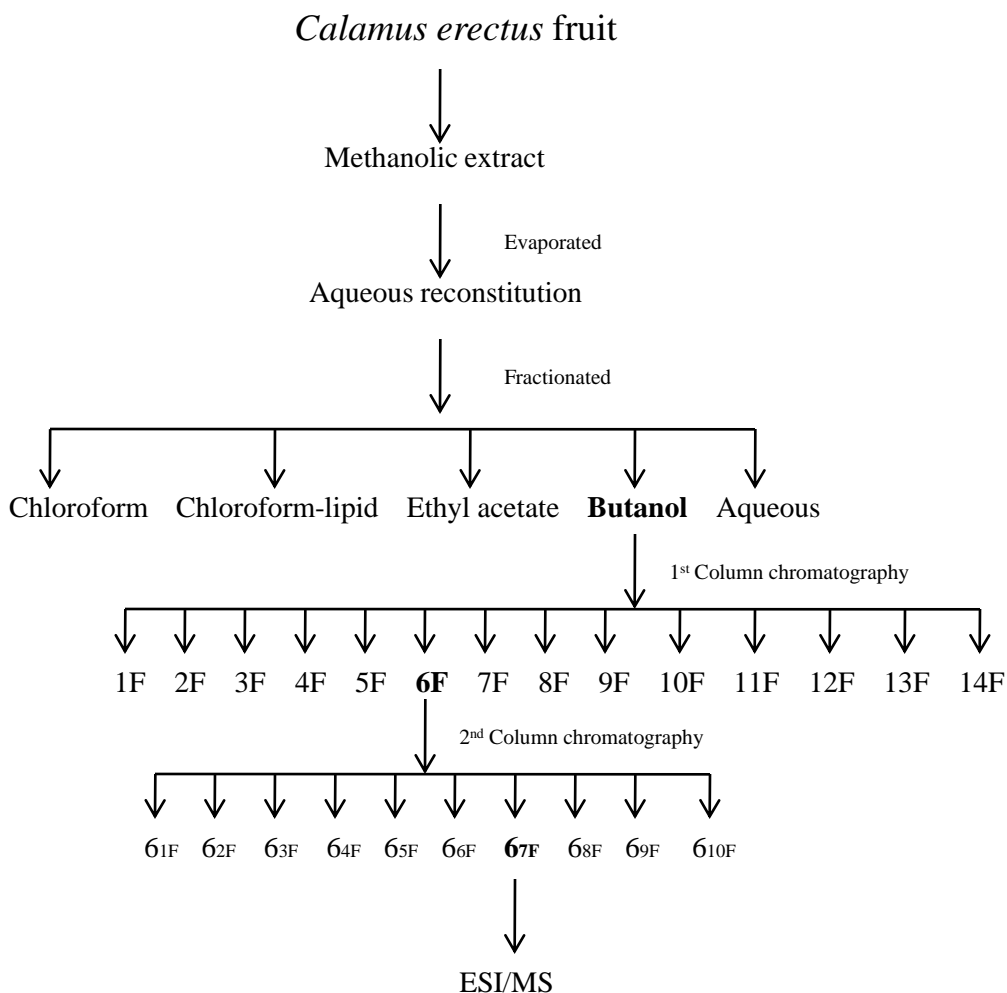 Calamus erectus fruit
Methanolic extract
Evaporated
Aqueous reconstitution
Fractionated
Chloroform Chloroform-lipid Ethyl acetate Butanol Aqueous
1st Column chromatography
1F 2F 3F 4F 5F 6F 7F 8F 9F 10F 11F 12F 13F 14F
2nd Column chromatography
61F 62F 63F 64F 65F 66F 67F 68F 69F 610F
ESI/MS